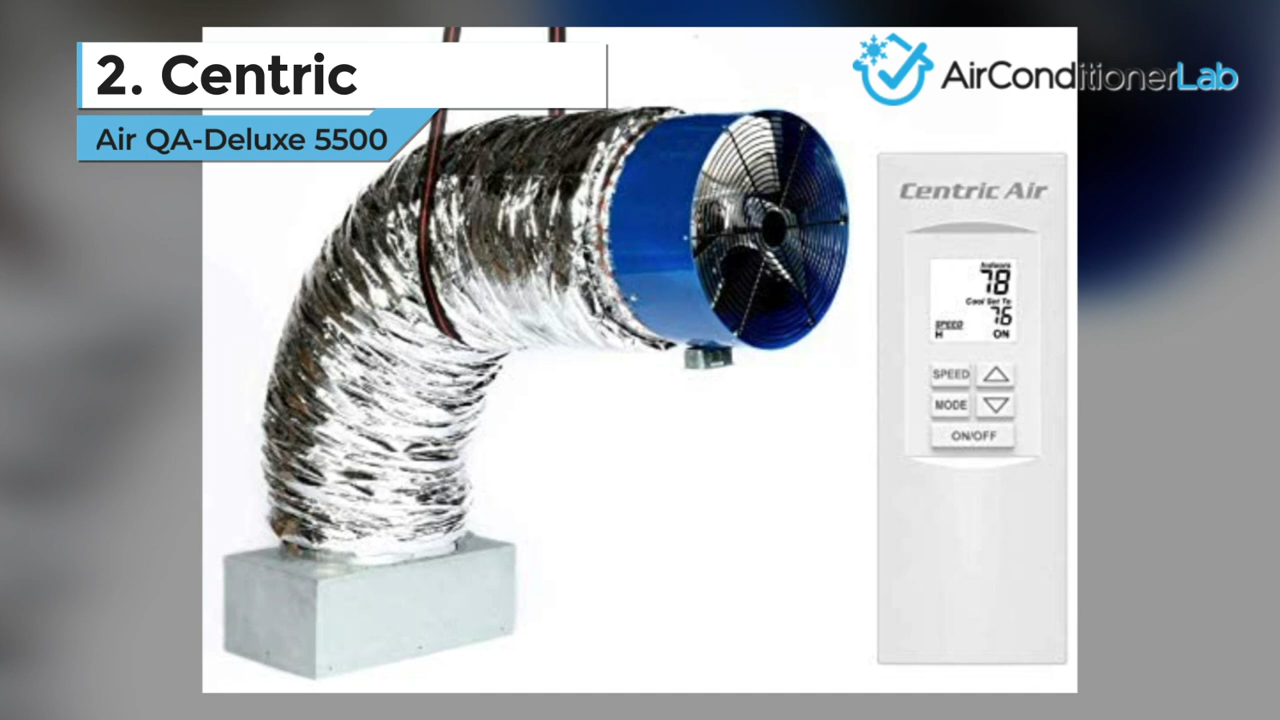 2. Centric
Air QA-Deluxe 5500
AirConditionerLab
Centric Air
Indoors
78
Cool Set To
76
SPEED
H ON
SPEED
MODE
ON/OFF